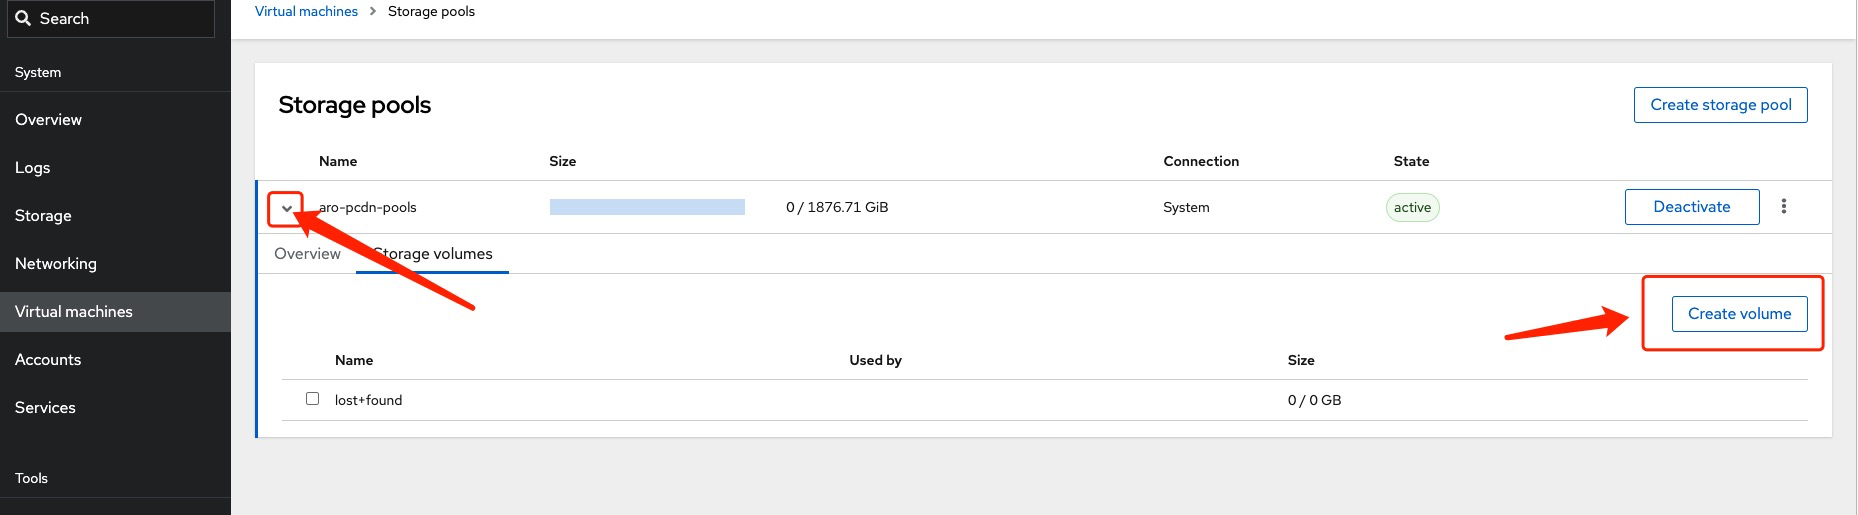 Search
System
Overview
Logs
Storage
Networking
Virtual machines
Accounts
Services
Tools
Virtual machines > Storage pools
Storage pools
Create storage pool
Name Size Connection State
aro-pcdn-pools 0 / 1876.71 GiB System active Deactivate
Overview Storage volumes
Create volume
Name Used by Size
lost+found 0 / 0 GB